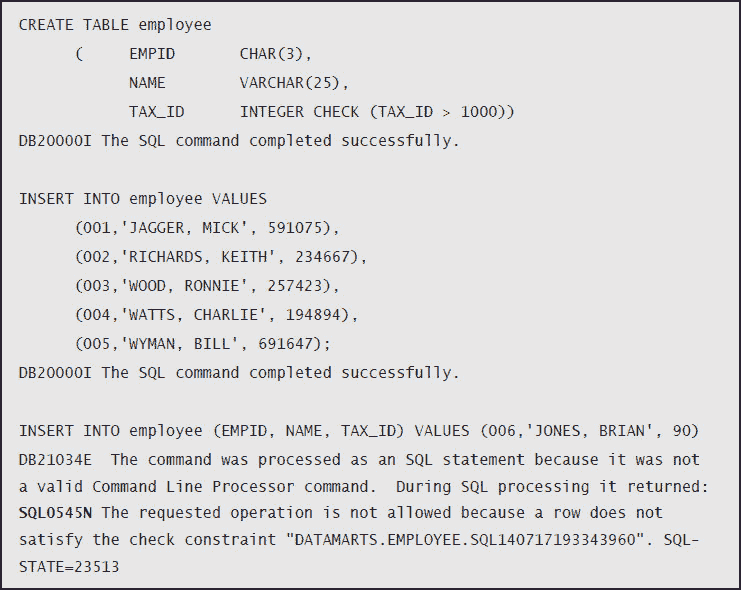 CREATE TABLE employee
( EMPID CHAR(3),
NAME VARCHAR(25),
TAX_ID INTEGER CHECK (TAX_ID > 1000))
DB20000I The SQL command completed successfully.
INSERT INTO employee VALUES
(001,'JAGGER, MICK', 591075),
(002,'RICHARDS, KEITH', 234667),
(003,'WOOD, RONNIE', 257423),
(004,'WATTS, CHARLIE', 194894),
(005,'WYMAN, BILL', 691647);
DB20000I The SQL command completed successfully.
INSERT INTO employee (EMPID, NAME, TAX_ID) VALUES (006,'JONES, BRIAN', 90)
DB21034E The command was processed as an SQL statement because it was not
a valid Command Line Processor command. During SQL processing it returned:
SQL0545N The requested operation is not allowed because a row does not
satisfy the check constraint "DATAMARTS.EMPLOYEE.SQL140717193343960". SQL-
STATE=23513